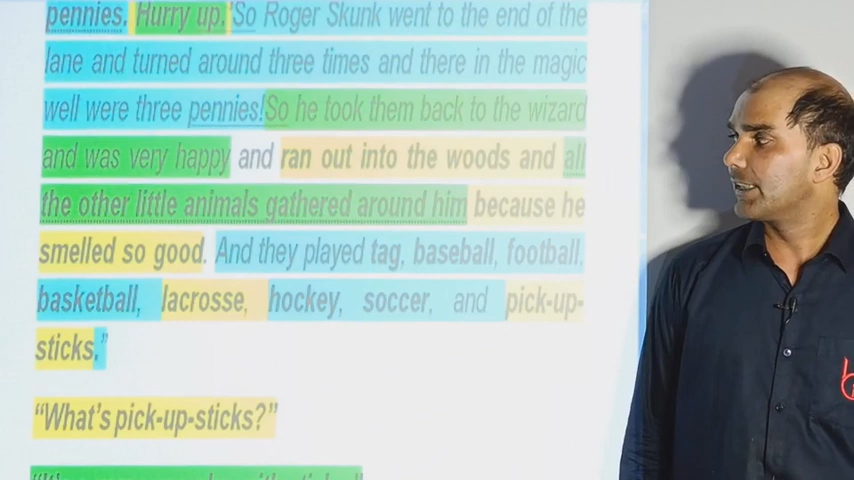 pennies. Hurry up.'So Roger Skunk went to the end of the
lane and turned around three times and there in the magic
well were three pennies!So he took them back to the wizard
and was very happy and ran out into the woods and all
the other little animals gathered around him because he
smelled so good. And they played tag, baseball, football,
basketball, lacrosse, hockey, soccer, and pick-up-
sticks.”
“What's pick-up-sticks?”